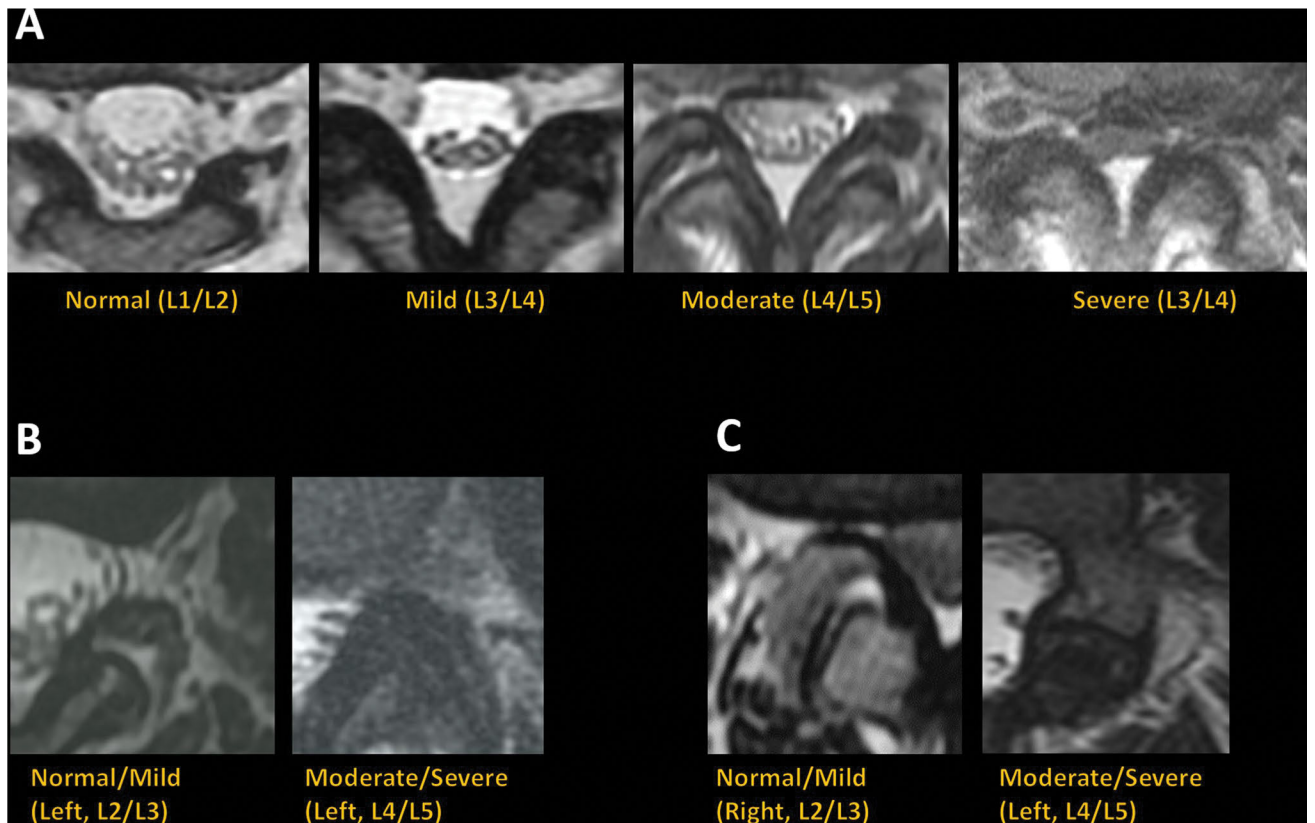 A
Normal (L1/L2)
Mild (L3/L4)
Moderate (L4/L5)
Severe (L3/L4)
B
C
Normal/Mild
(Left, L2/L3)
Moderate/Severe
(Left, L4/L5)
Normal/Mild
(Right, L2/L3)
Moderate/Severe
(Left, L4/L5)